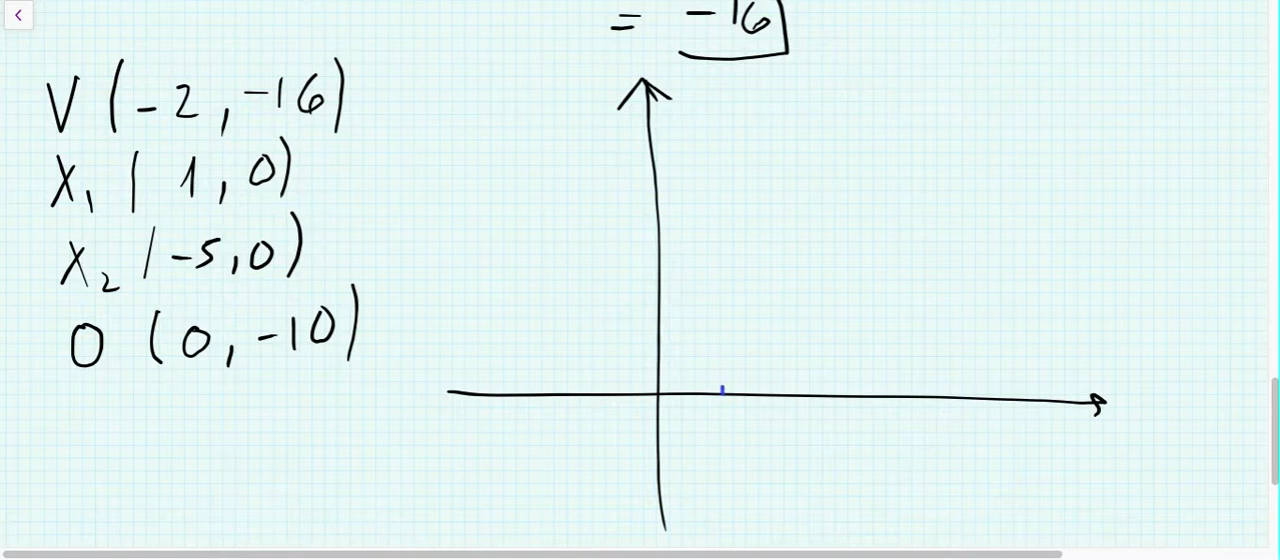 = -16
V (-2, -16)
X₁ ( 1, 0)
X₂ (-5, 0)
O (0, -10)